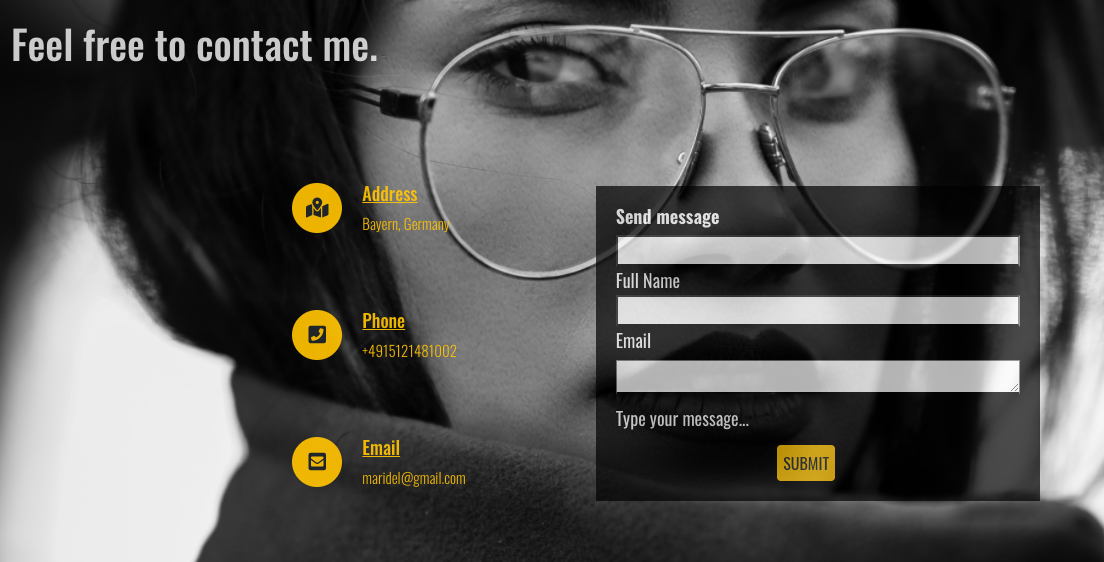 Feel free to contact me.
Address
Bayern, Germany
Phone
+4915121481002
Email
maridel@gmail.com
Send message
Full Name
Email
Type your message...
SUBMIT